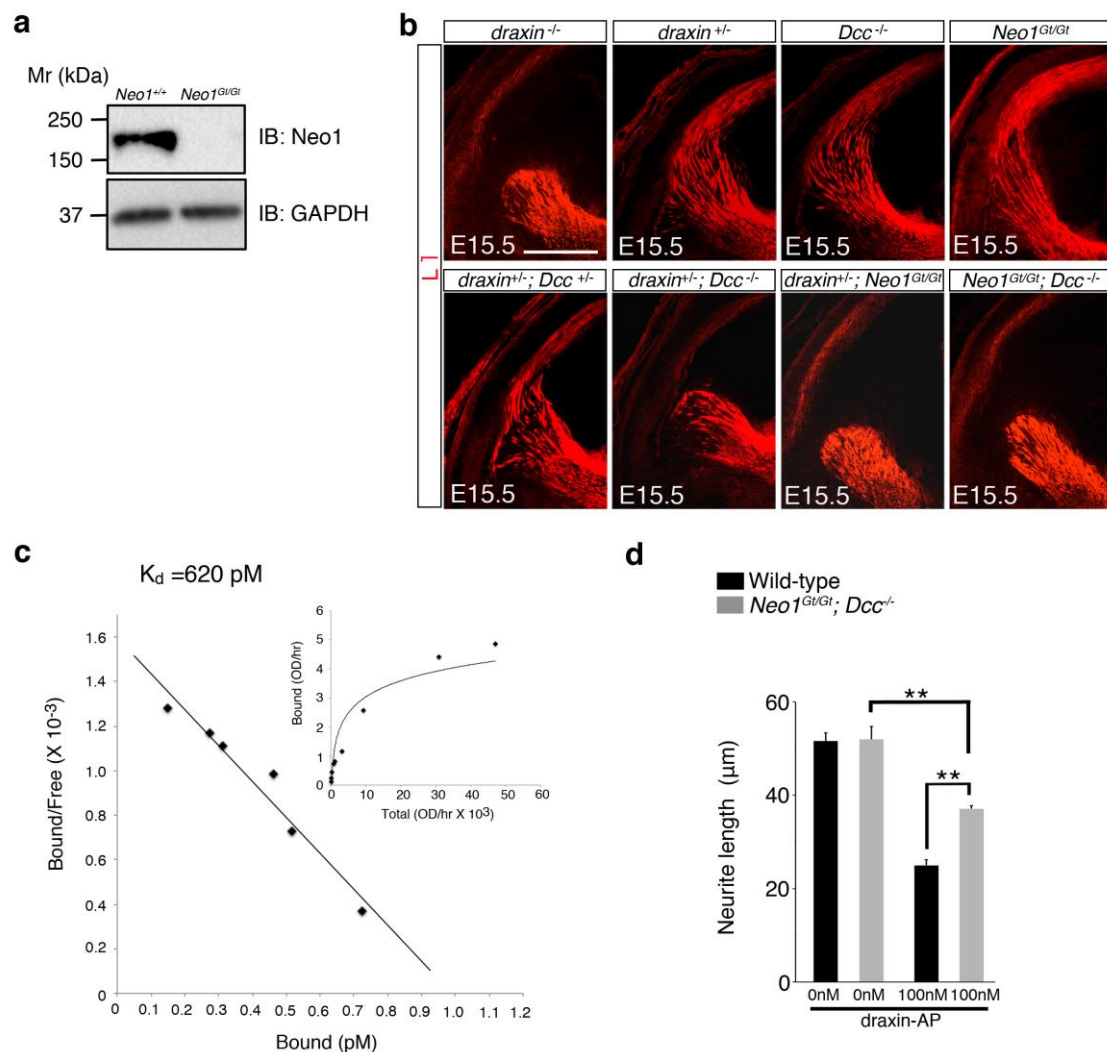 a
Mr (kDa)
Neo1+/+ Neo1Gt/Gt
250
150
IB: Neo1
37
IB: GAPDH
b
draxin -/- draxin +/- Dcc -/- Neo1Gt/Gt
E15.5 E15.5 E15.5 E15.5
draxin+/-; Dcc +/- draxin+/-; Dcc-/- draxin+/-; Neo1Gt/Gt Neo1Gt/Gt; Dcc-/-
E15.5 E15.5 E15.5 E15.5
c
Kd =620 pM
Bound/Free (X 10-3)
1.6
1.4
1.2
1.0
0.8
0.6
0.4
0.2
0
0 0.1 0.2 0.3 0.4 0.5 0.6 0.7 0.8 0.9 1.0 1.1 1.2
Bound (pM)
Bound (OD/hr)
6
5
4
3
2
1
0
0 10 20 30 40 50 60
Total (OD/hr X 103)
d
Wild-type
Neo1Gt/Gt; Dcc-/-
Neurite length (µm)
60
40
20
0
**
**
0nM 0nM 100nM 100nM
draxin-AP